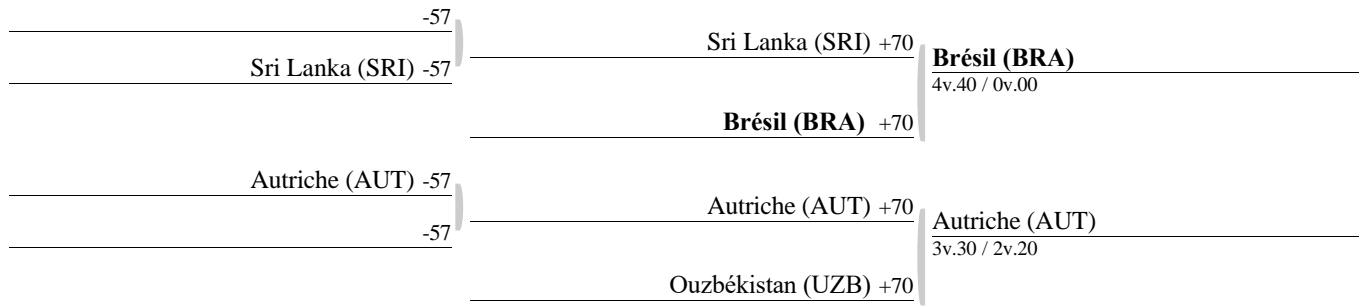 -57
Sri Lanka (SRI) -57
Sri Lanka (SRI) +70
Brésil (BRA)
4v.40 / 0v.00
Brésil (BRA) +70
Autriche (AUT) -57
-57
Autriche (AUT) +70
Autriche (AUT)
3v.30 / 2v.20
Ouzbékistan (UZB) +70